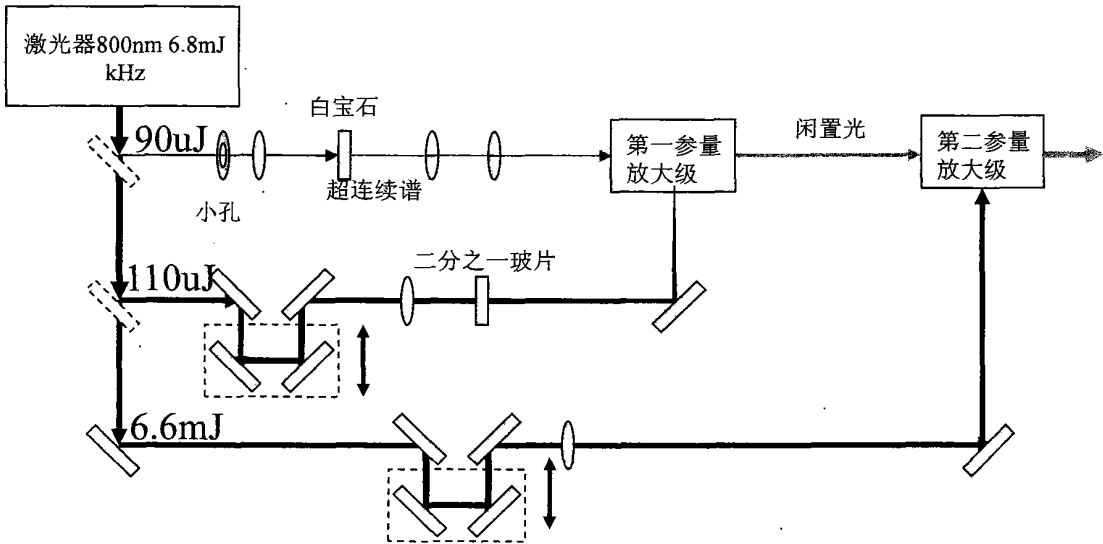 激光器800nm 6.8mJ
kHz
90uJ
白宝石
超连续谱
小孔
第一参量
放大级
闲置光
第二参量
放大级
110uJ
二分之一玻片
6.6mJ